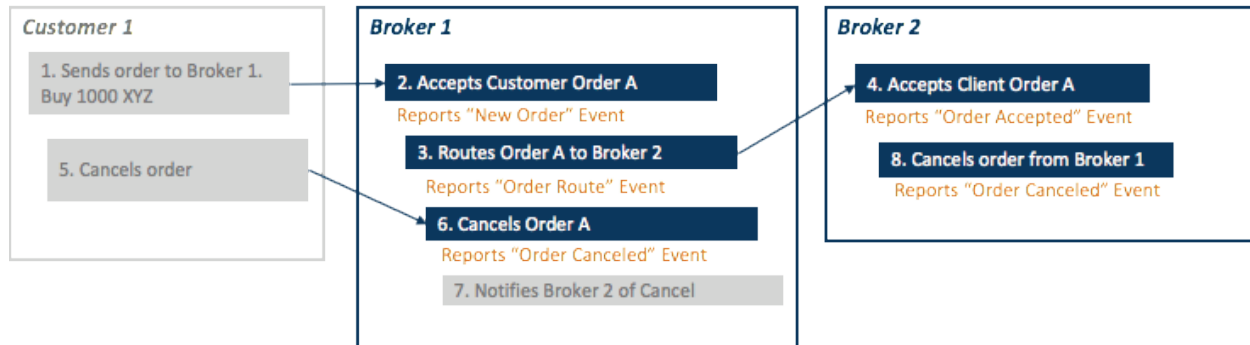 Customer 1
1. Sends order to Broker 1.
Buy 1000 XYZ
5. Cancels order
Broker 1
2. Accepts Customer Order A
Reports "New Order" Event
3. Routes Order A to Broker 2
Reports "Order Route" Event
6. Cancels Order A
Reports "Order Canceled" Event
7. Notifies Broker 2 of Cancel
Broker 2
4. Accepts Client Order A
Reports "Order Accepted" Event
8. Cancels order from Broker 1
Reports "Order Canceled" Event